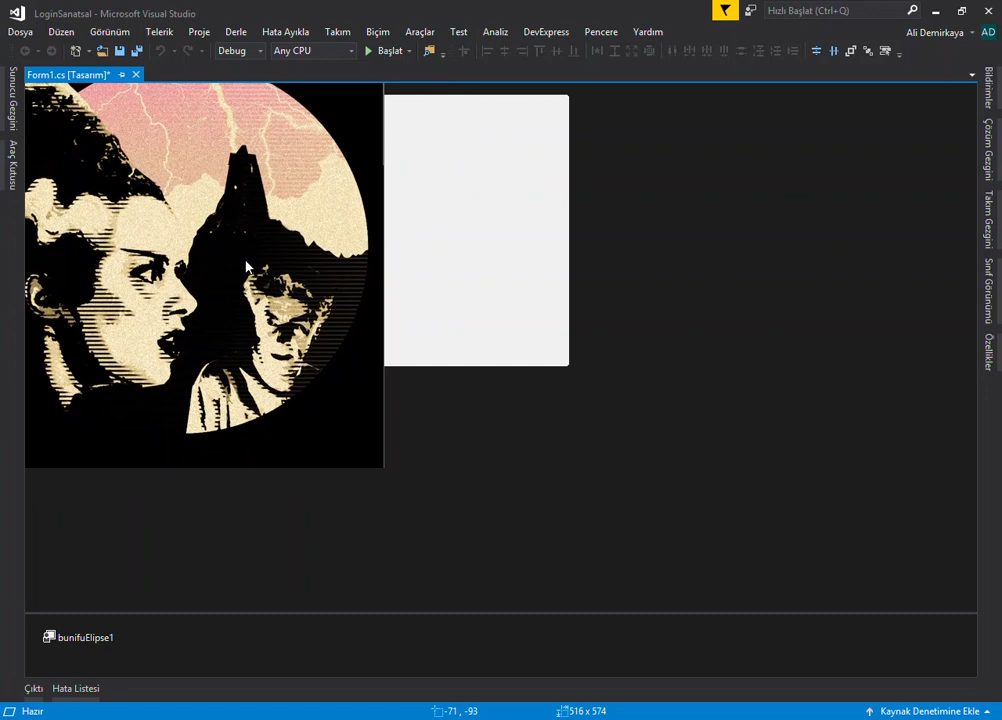 LoginSanatsal - Microsoft Visual Studio
Hızlı Başlat (Ctrl+Q)
Dosya Düzen Görünüm Telerik Proje Derle Hata Ayıkla Takım Biçim Araçlar Test Analiz DevExpress Pencere Yardım
Ali Demirkaya AD
Debug Any CPU Başlat
Form1.cs [Tasarım]*
Sunucu Gezgini
Araç Kutusu
Bildirimler
Çözüm Gezgini
Takım Gezgini
Sınıf Görünümü
Özellikler
bunifuElipse1
Çıktı Hata Listesi
Hazır -71 , -93 516 x 574 Kaynak Denetimine Ekle